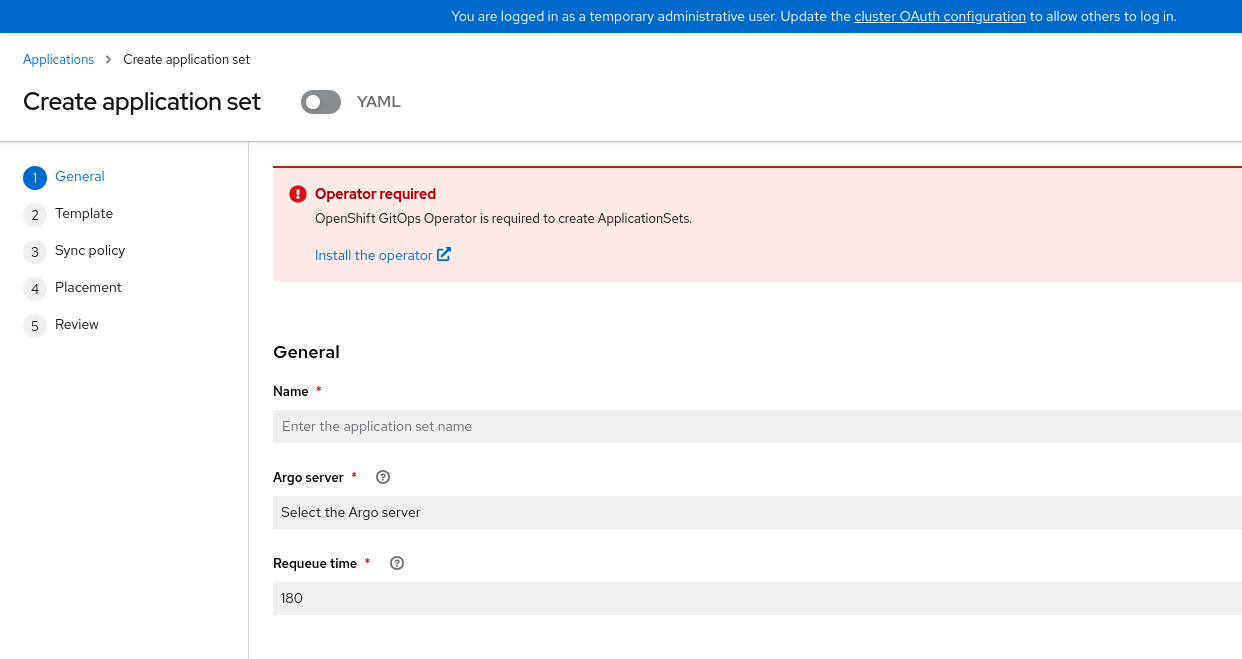 You are logged in as a temporary administrative user. Update the cluster OAuth configuration to allow others to log in.
Applications > Create application set
Create application set YAML
1 General
2 Template
3 Sync policy
4 Placement
5 Review
Operator required
OpenShift GitOps Operator is required to create ApplicationSets.
Install the operator
General
Name *
Enter the application set name
Argo server *
Select the Argo server
Requeue time *
180